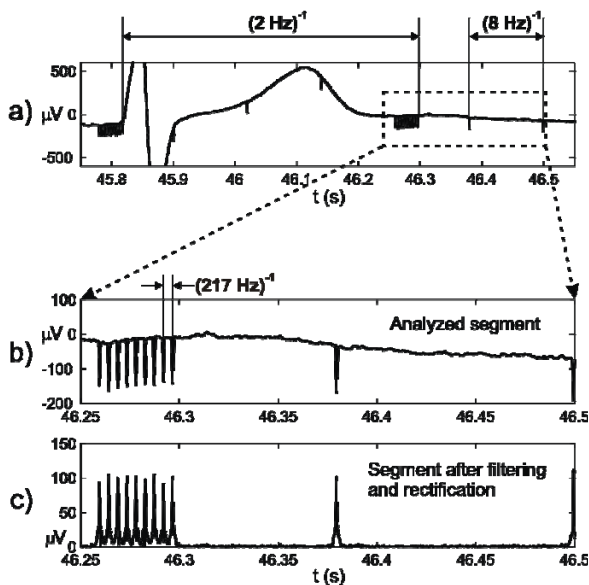 (2 Hz)-1
(8 Hz)-1
a)
μV
500
0
-500
45.8 45.9 46 46.1 46.2 46.3 46.4 46.5
t (s)
(217 Hz)-1
b)
μV
100
0
-100
-200
Analyzed segment
46.25 46.3 46.35 46.4 46.45 46.5
c)
μV
150
100
50
0
Segment after filtering
and rectification
46.25 46.3 46.35 46.4 46.45 46.5
t (s)